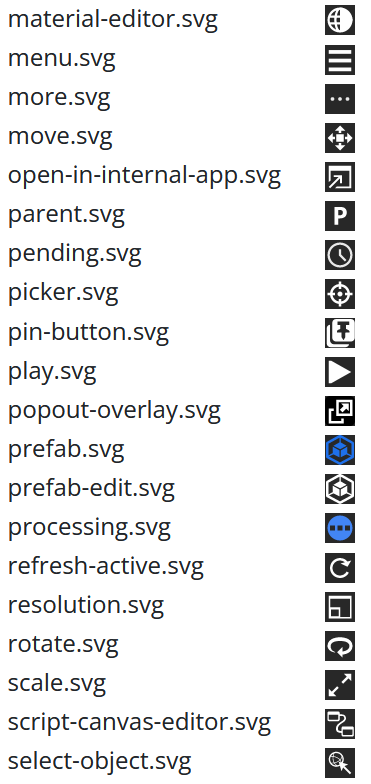 material-editor.svg
menu.svg
more.svg
move.svg
open-in-internal-app.svg
parent.svg P
pending.svg
picker.svg
pin-button.svg
play.svg
popout-overlay.svg
prefab.svg
prefab-edit.svg
processing.svg
refresh-active.svg
resolution.svg
rotate.svg
scale.svg
script-canvas-editor.svg
select-object.svg